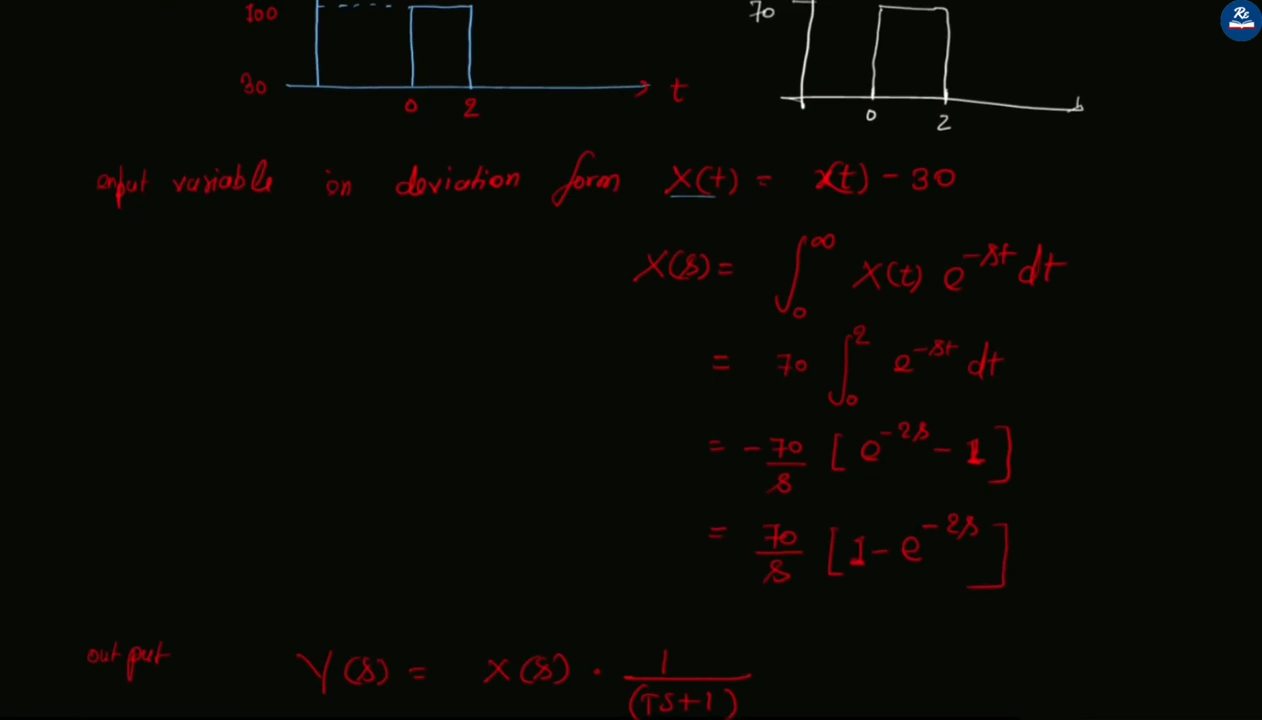 100
70
30
t
0 2
0 2
input variable in deviation form X(t) = x(t) - 30
X(s) = ∫₀^∞ X(t) e^{-st} dt
= 70 ∫₀² e^{-st} dt
= -70/s [e^{-2s} - 1]
= 70/s [1 - e^{-2s}]
output Y(s) = X(s) . 1/(τs+1)